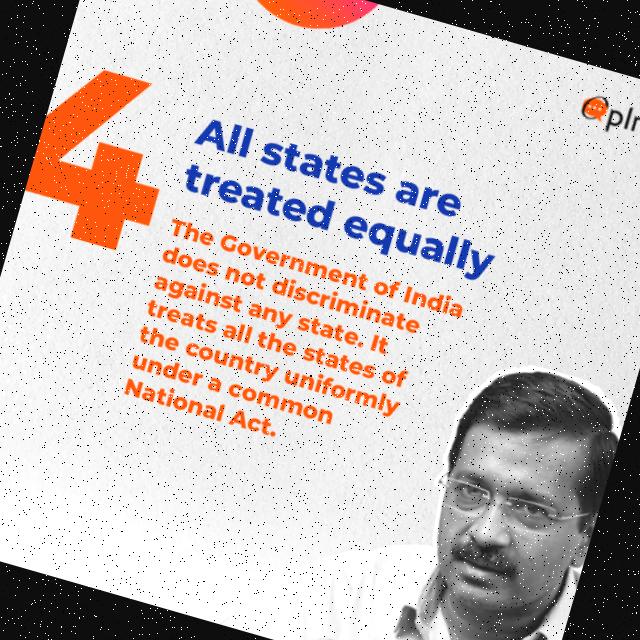 4
All states are
treated equally
The Government of India
does not discriminate
against any state. It
treats all the states of
the country uniformly
under a common
National Act.